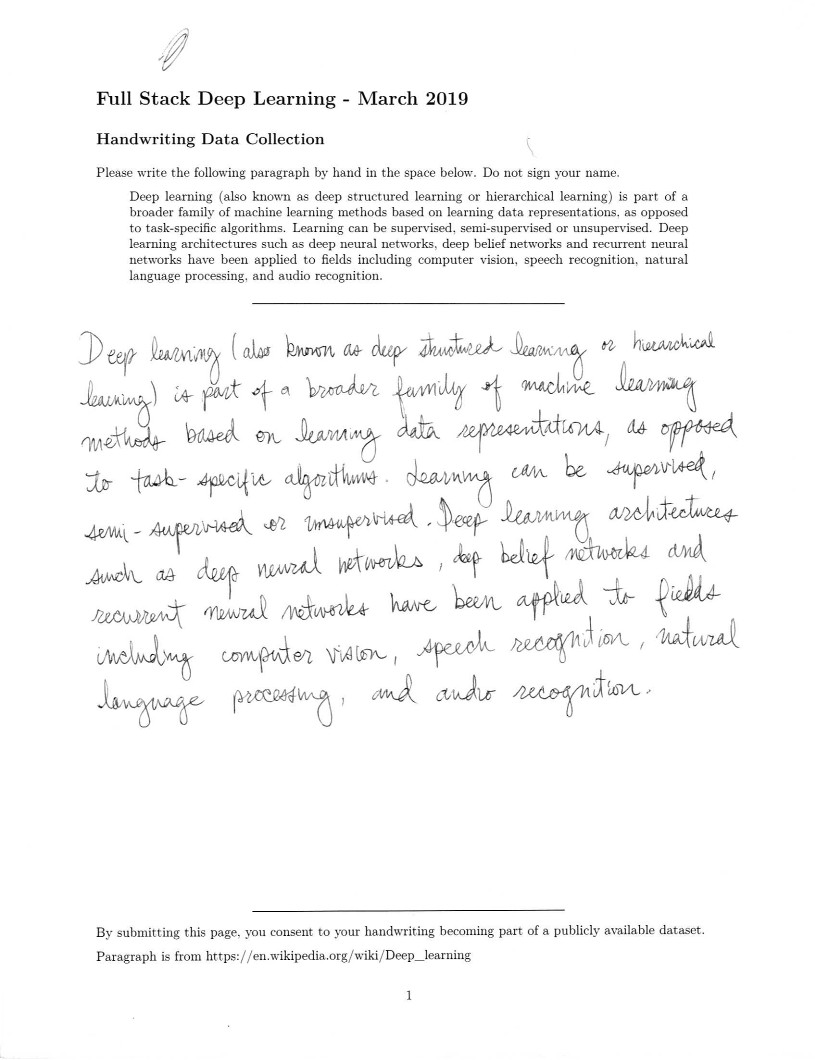 Full Stack Deep Learning - March 2019
Handwriting Data Collection
Please write the following paragraph by hand in the space below. Do not sign your name.
Deep learning (also known as deep structured learning or hierarchical learning) is part of a
broader family of machine learning methods based on learning data representations, as opposed
to task-specific algorithms. Learning can be supervised, semi-supervised or unsupervised. Deep
learning architectures such as deep neural networks, deep belief networks and recurrent neural
networks have been applied to fields including computer vision, speech recognition, natural
language processing, and audio recognition.
Deep learning (also known as deep structured learning or hierarchical
learning) is part of a broader family of machine learning
methods based on learning data representations, as opposed
to task-specific algorithms. Learning can be supervised,
semi-supervised or unsupervised. Deep learning architectures
such as deep neural networks, deep belief networks and
recurrent neural networks have been applied to fields
including computer vision, speech recognition, natural
language processing, and audio recognition.
By submitting this page, you consent to your handwriting becoming part of a publicly available dataset.
Paragraph is from https://en.wikipedia.org/wiki/Deep_learning
1